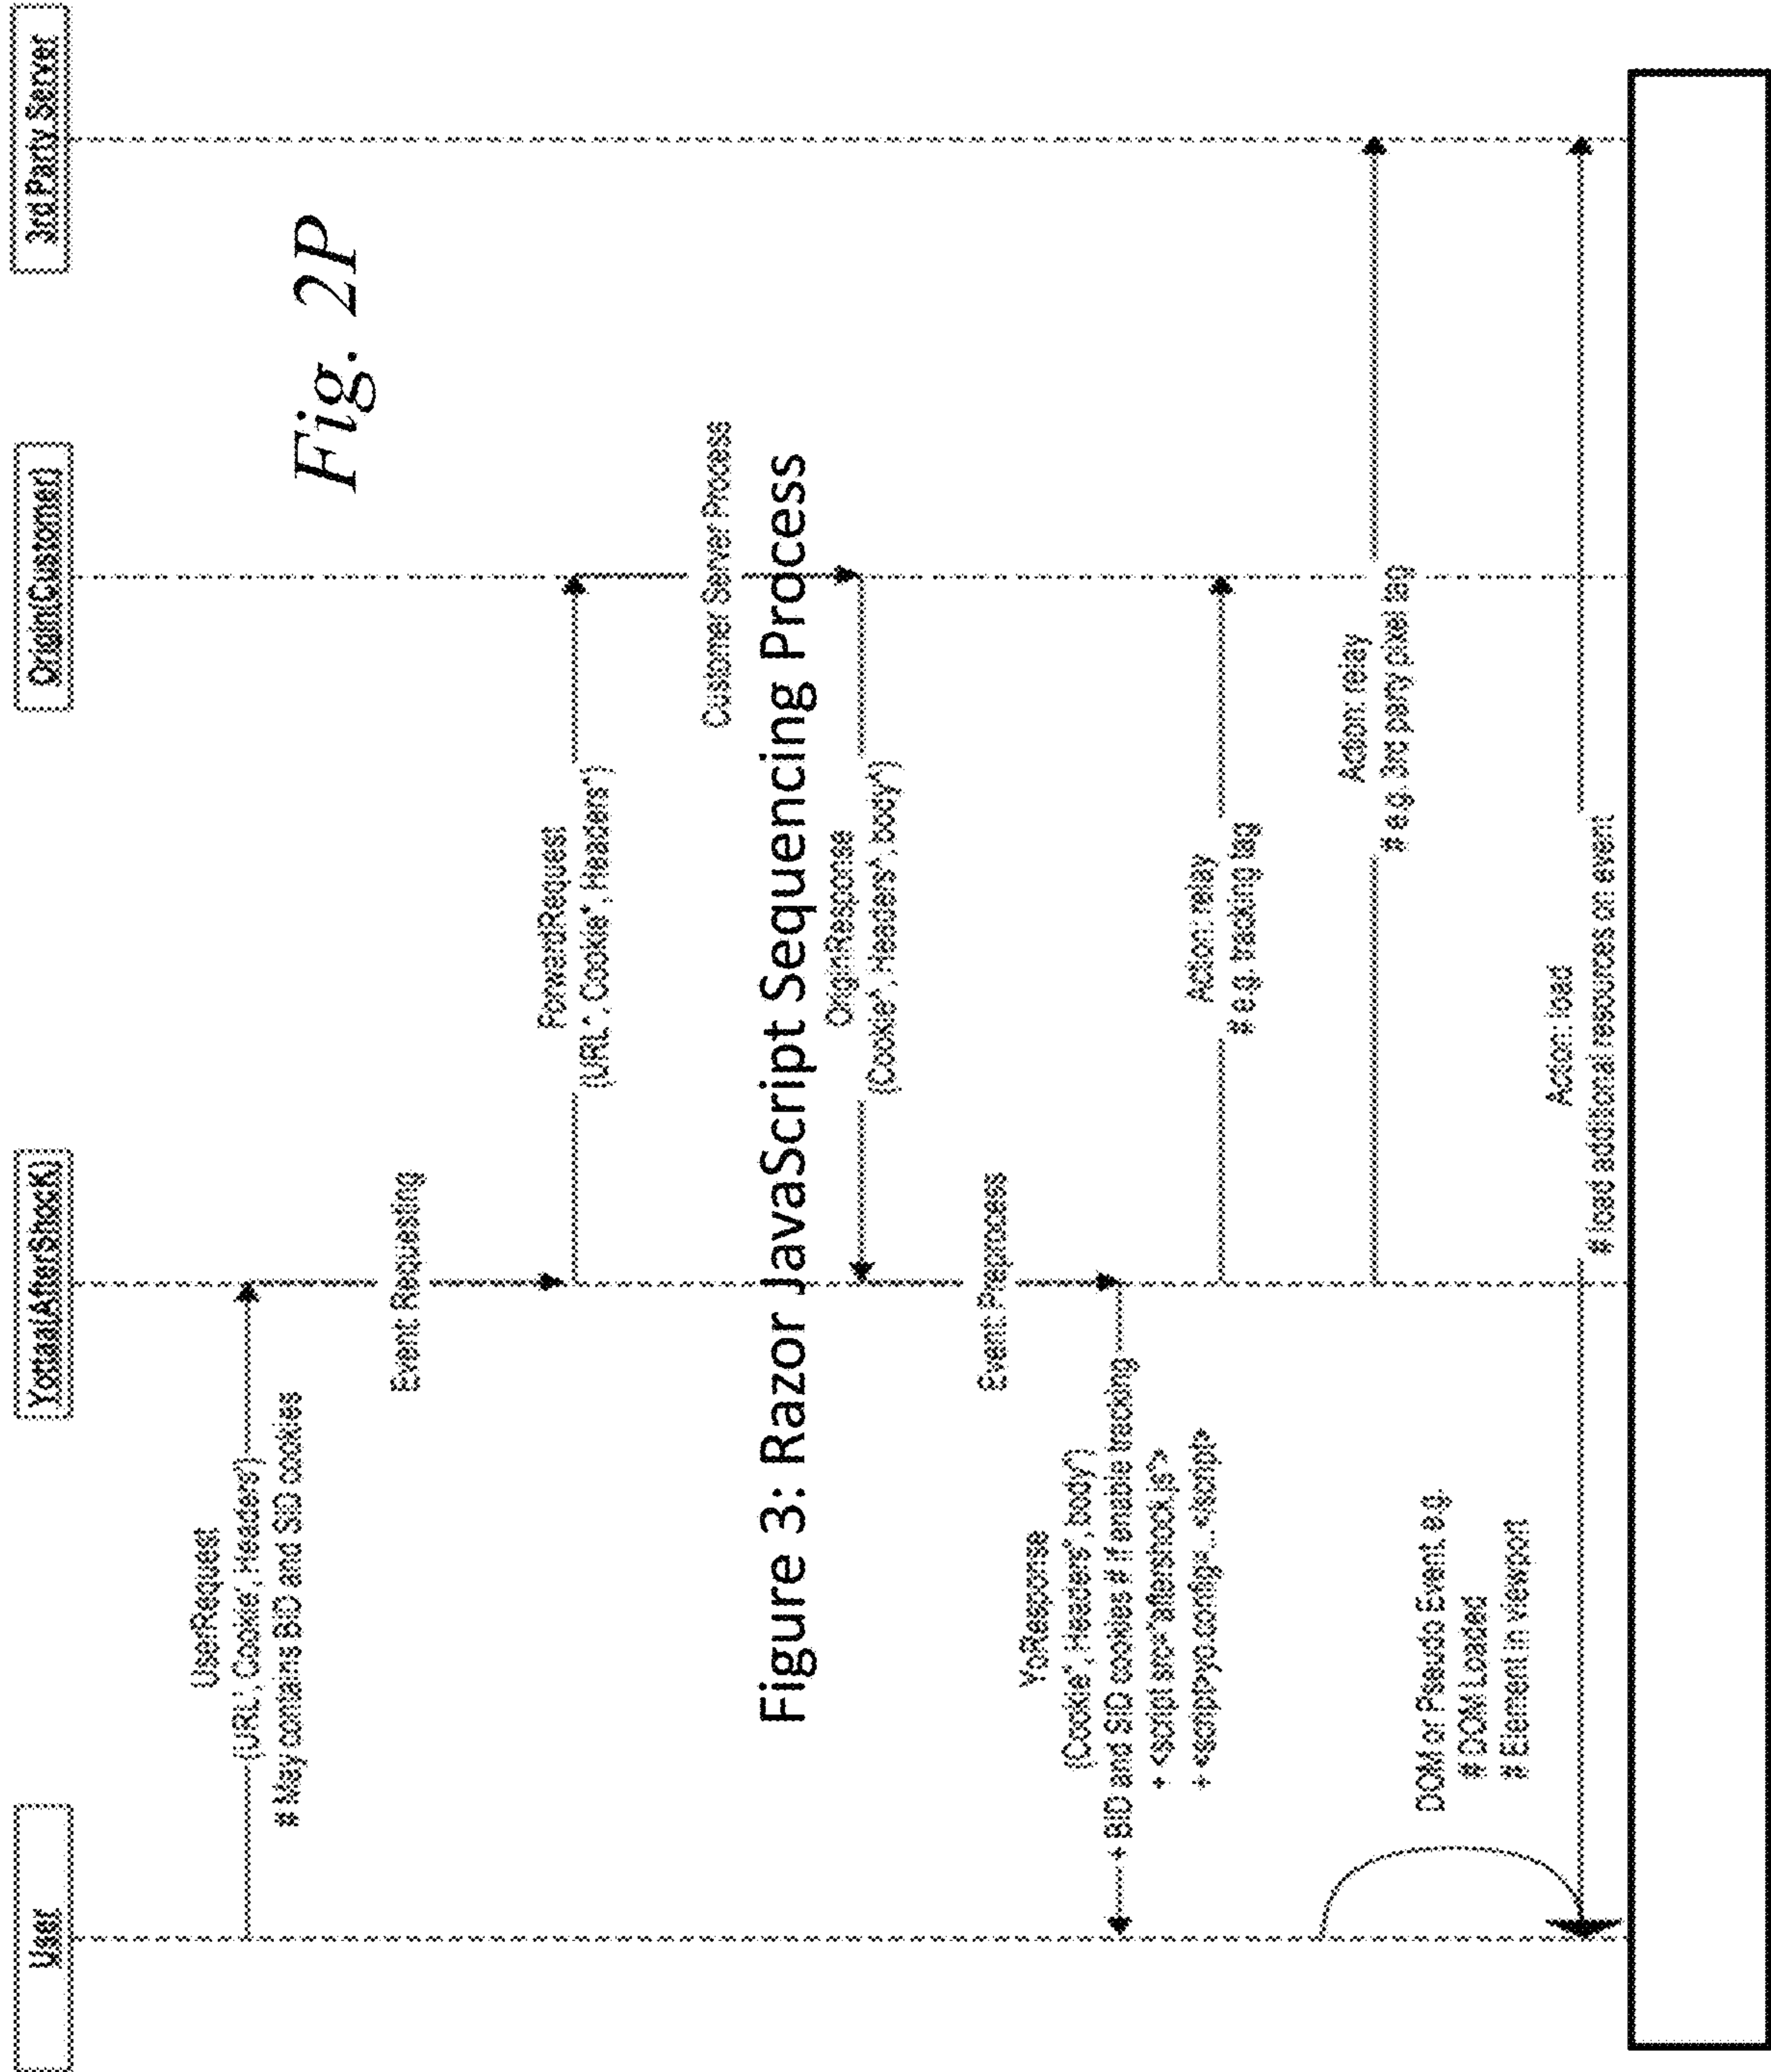 User
Yottaa(AfterShock)
Origin(Customer)
3rd Party Server
Fig. 2P
UserRequest
(URL', Cookie', Headers')
# May contains BID and SID cookies
Event: Requesting
ForwardRequest
(URL^, Cookie^, Headers^)
Customer Server Process
Figure 3: Razor JavaScript Sequencing Process
OriginResponse
(Cookie^, Headers^, body^)
Event: Preprocess
YoResponse
(Cookie', Headers', body')
+ BID and SID cookies # if enable tracking
+ <script src="aftershock.js">
+ <script>yo.config=...</script>
Action: relay
# e.g. tracking tag
Action: relay
# e.g. 3rd party pixel tag
DOM or Pseudo Event, e.g.
# DOM Loaded
# Element in viewport
Action: load
# load additional resources on event